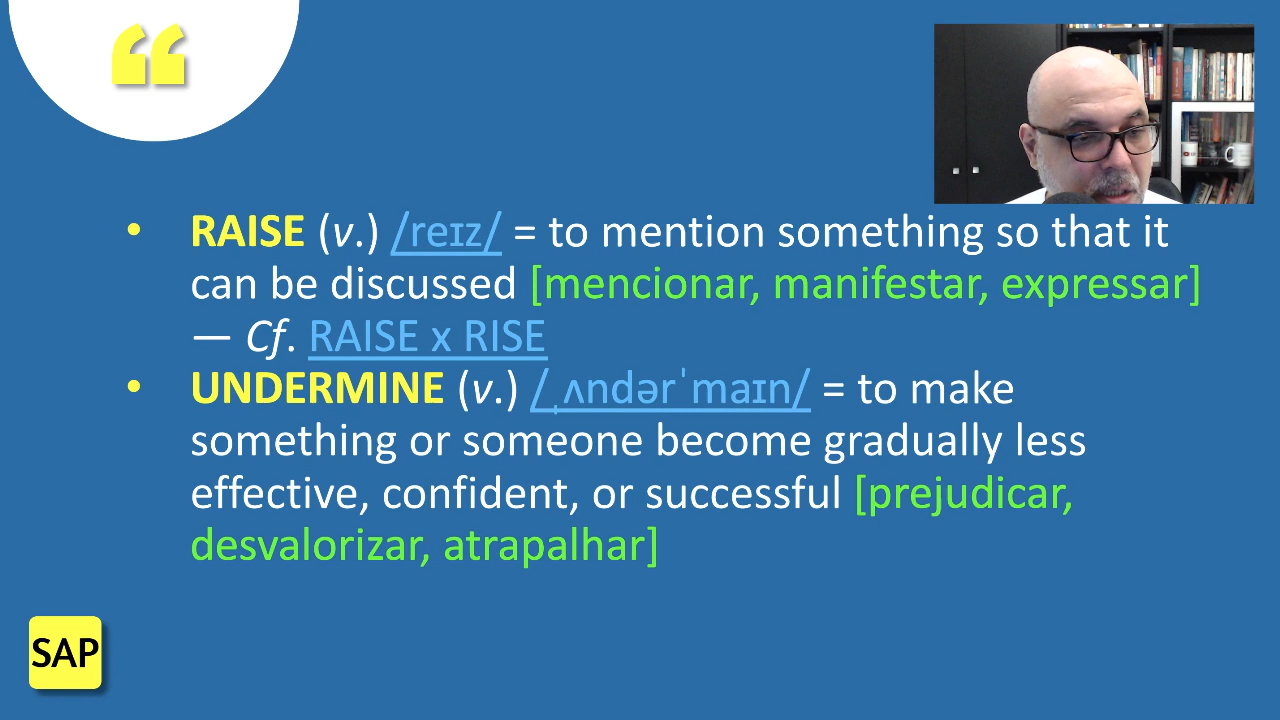 “
• RAISE (v.) /reɪz/ = to mention something so that it
can be discussed [mencionar, manifestar, expressar]
— Cf. RAISE x RISE
• UNDERMINE (v.) /ˌʌndərˈmaɪn/ = to make
something or someone become gradually less
effective, confident, or successful [prejudicar,
desvalorizar, atrapalhar]
SAP